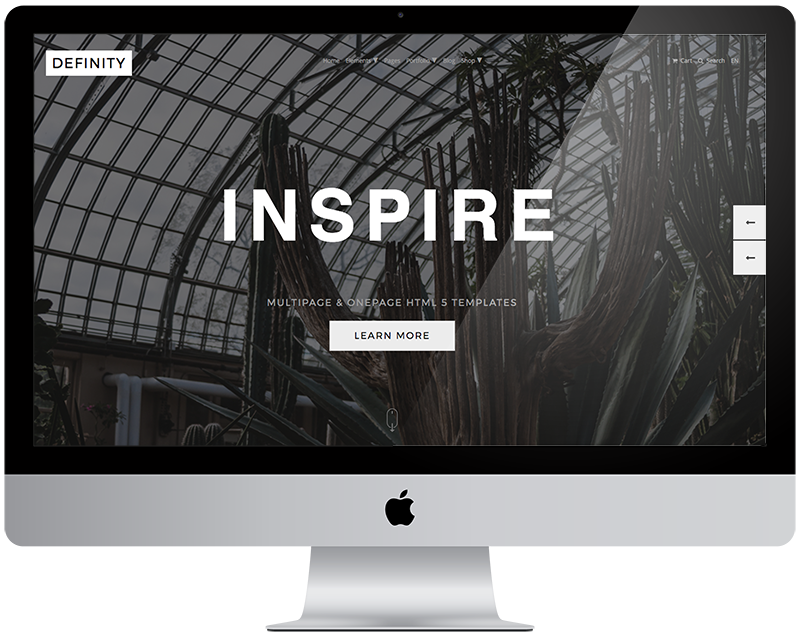 DEFINITY
Home Elements Pages Portfolio Blog Shop
Cart Search EN
INSPIRE
MULTIPAGE & ONEPAGE HTML 5 TEMPLATES
LEARN MORE